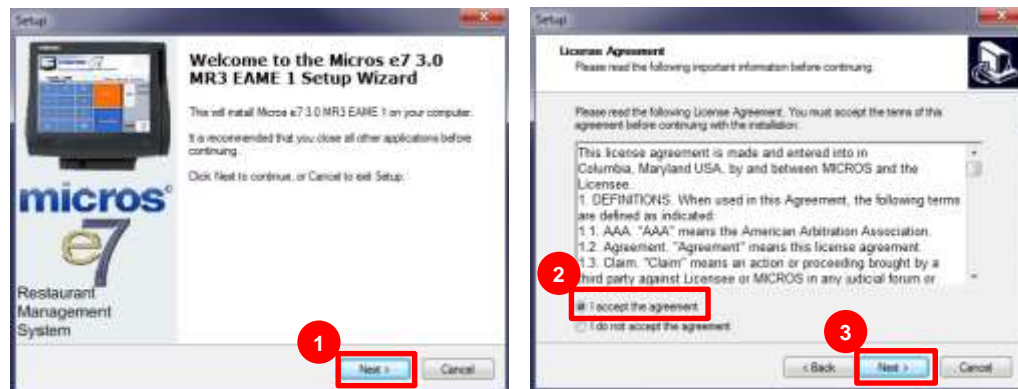 Setup
Welcome to the Micros e7 3.0
MR3 EAME 1 Setup Wizard
This will install Micros e7 3.0 MR3 EAME 1 on your computer.
It is recommended that you close all other applications before
continuing.
Click Next to continue, or Cancel to exit Setup.
micros
e7
Restaurant
Management
System
1
Next >
Cancel
Setup
License Agreement
Please read the following important information before continuing.
Please read the following License Agreement. You must accept the terms of this
agreement before continuing with the installation.
This license agreement is made and entered into in
Columbia, Maryland USA, by and between MICROS and the
Licensee.
1. DEFINITIONS. When used in this Agreement, the following terms
are defined as indicated:
1.1. AAA. "AAA" means the American Arbitration Association.
1.2. Agreement. "Agreement" means this license agreement.
1.3. Claim. "Claim" means an action or proceeding brought by a
third party against Licensee or MICROS in any judicial forum or
2
I accept the agreement
I do not accept the agreement
3
< Back
Next >
Cancel